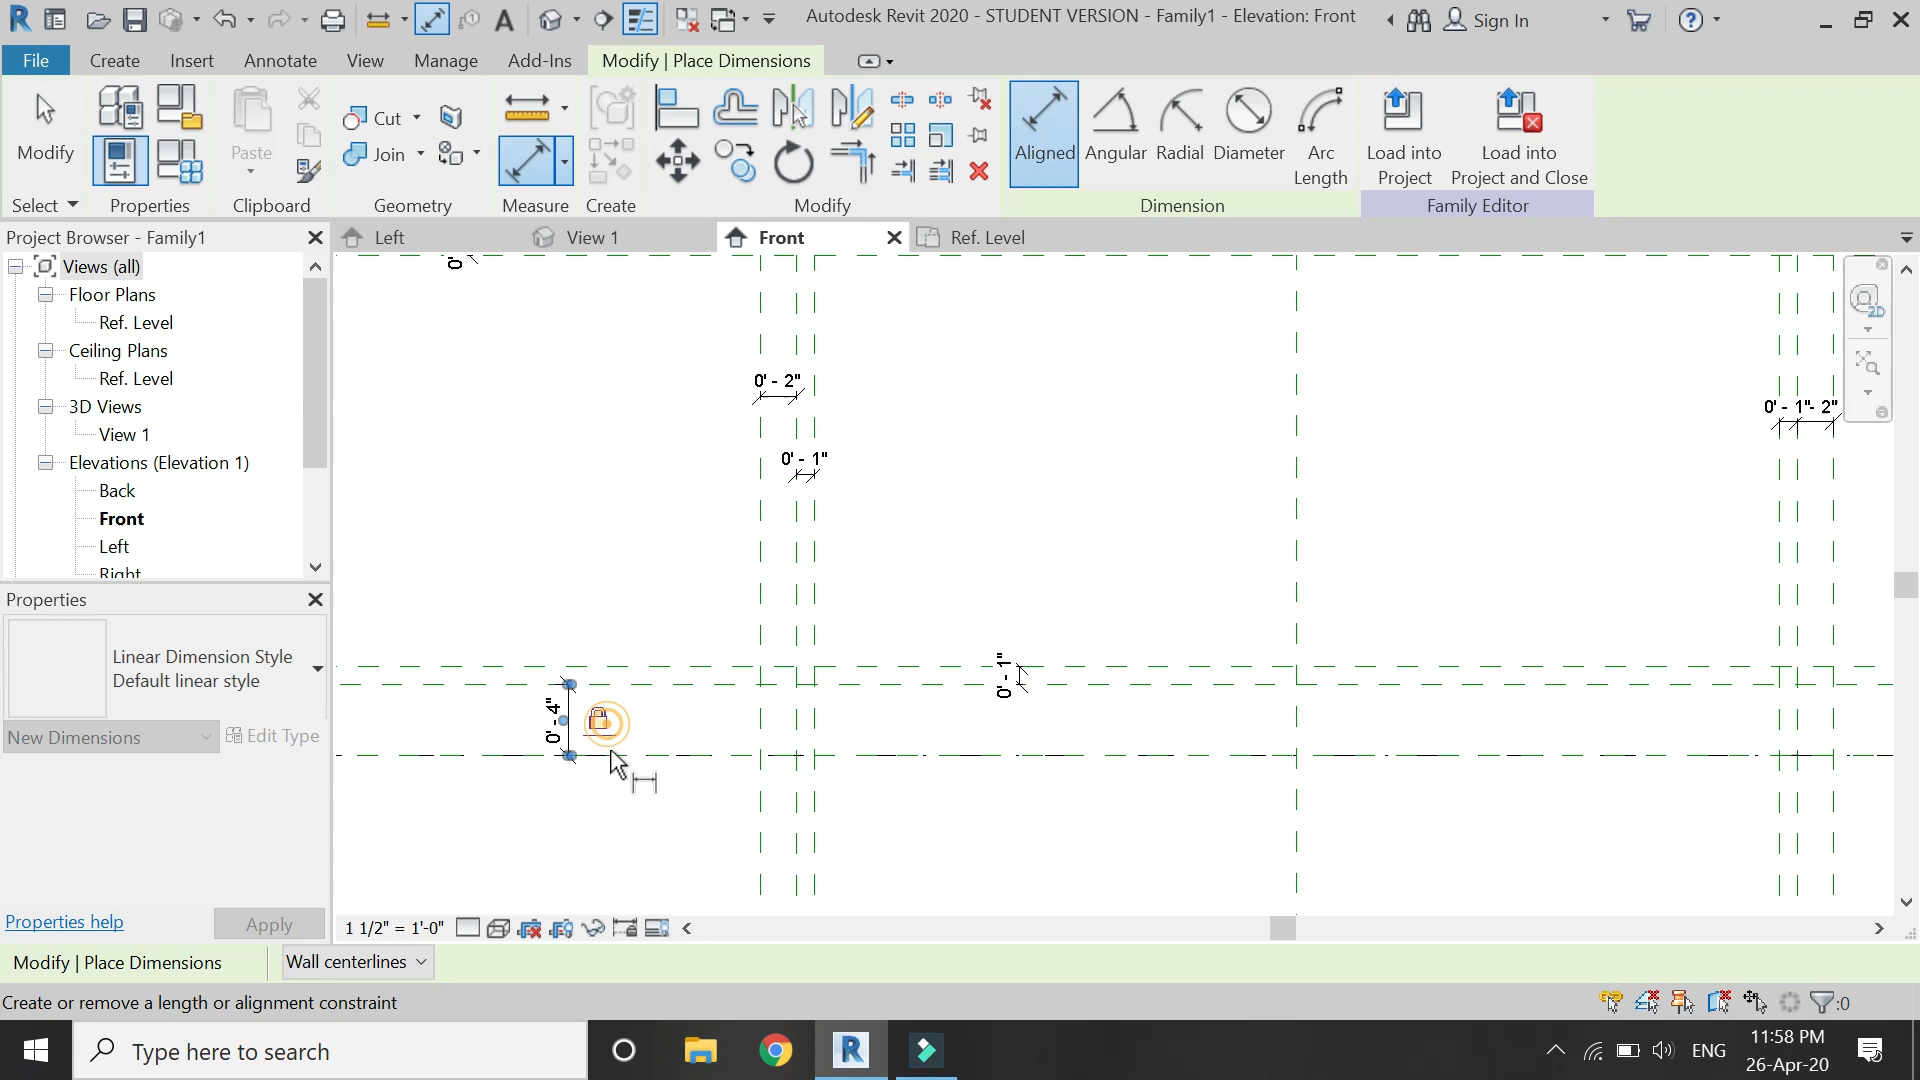 Autodesk Revit 2020 - STUDENT VERSION - Family1 - Elevation: Front
Sign In
File
Create
Insert
Annotate
View
Manage
Add-Ins
Modify | Place Dimensions
Modify
Paste
Cut
Join
Aligned
Angular
Radial
Diameter
Arc
Length
Load into
Project
Load into
Project and Close
Select
Properties
Clipboard
Geometry
Measure
Create
Modify
Dimension
Family Editor
Project Browser - Family1
Left
View 1
Front
Ref. Level
Views (all)
Floor Plans
Ref. Level
Ceiling Plans
Ref. Level
3D Views
View 1
Elevations (Elevation 1)
Back
Front
Left
Right
Properties
Linear Dimension Style
Default linear style
New Dimensions
Edit Type
Properties help
Apply
0' - 2"
0' - 1"
0' - 1"- 2"
0' - 1"
0' - 4"
0'
2D
1 1/2" = 1'-0"
Modify | Place Dimensions
Wall centerlines
Create or remove a length or alignment constraint
:0
Type here to search
ENG
11:58 PM
26-Apr-20